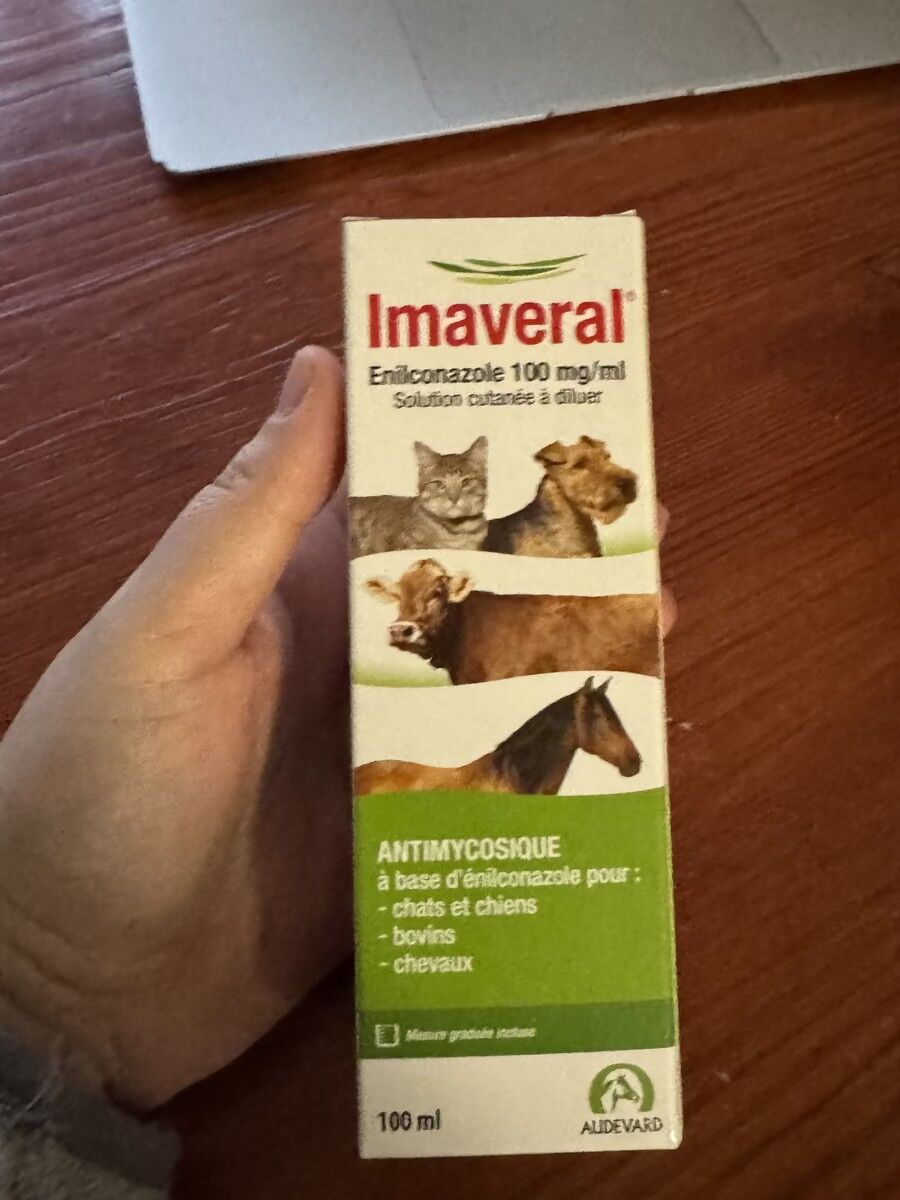 Imaveral®
Enilconazole 100 mg/ml
Solution cutanée à diluer
ANTIMYCOSIQUE
à base d'énilconazole pour :
- chats et chiens
- bovins
- chevaux
Mesure graduée incluse
100 ml
AUDEVARD